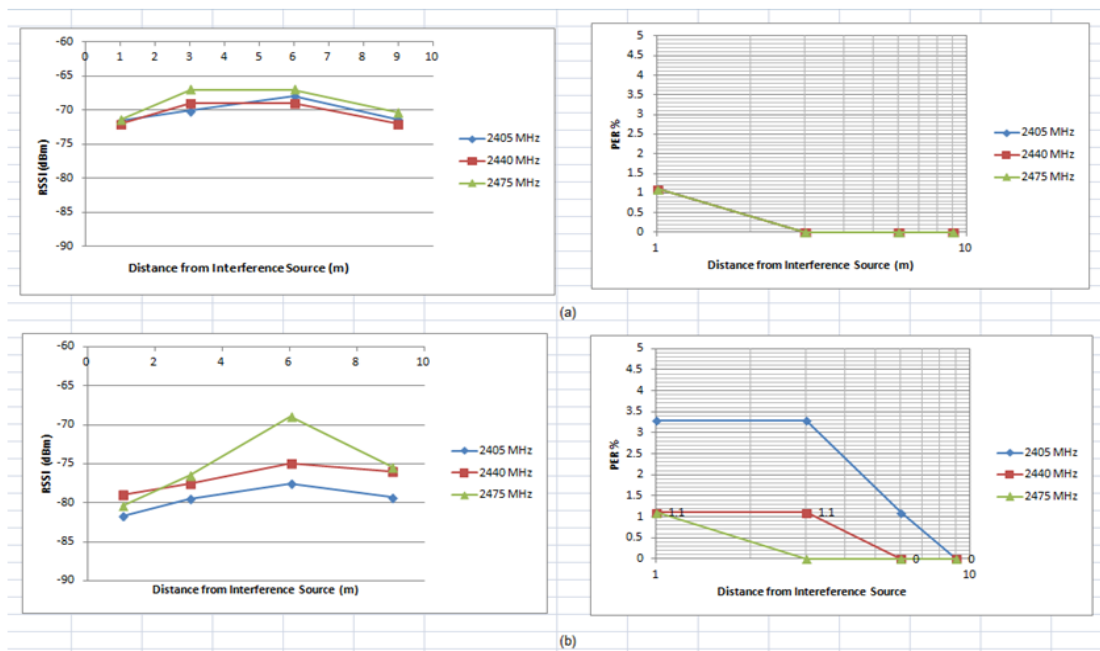 -60
0 1 2 3 4 5 6 7 8 9 10
-65
-70
-75
-80
-85
-90
RSSI (dBm)
Distance from Interference Source (m)
2405 MHz
2440 MHz
2475 MHz
5
4.5
4
3.5
3
2.5
2
1.5
1
0.5
0
1 10
PER %
Distance from Interference Source (m)
2405 MHz
2440 MHz
2475 MHz
(a)
-60
0 2 4 6 8 10
-65
-70
-75
-80
-85
-90
RSSI (dBm)
Distance from Interference Source (m)
2405 MHz
2440 MHz
2475 MHz
5
4.5
4
3.5
3
2.5
2
1.5
1
0.5
0
1.1 1.1
0 0
1 10
PER %
Distance from Intereference Source
2405 MHz
2440 MHz
2475 MHz
(b)